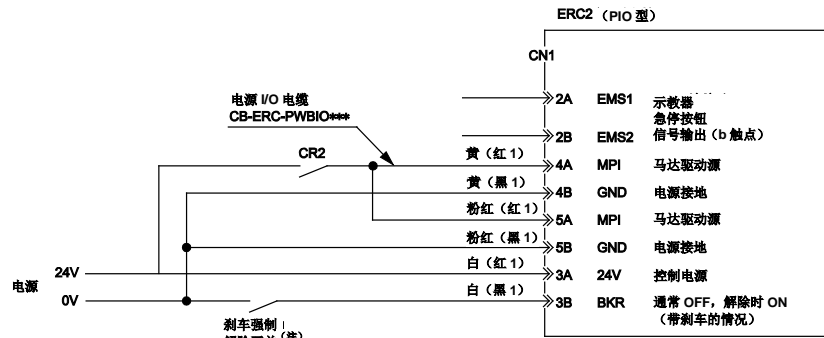 ERC2 (PIO 型)
CN1
电源 I/O 电缆
CB-ERC-PWBIO***
2A EMS1 示教器
急停按钮
2B EMS2 信号输出（b 触点）
CR2
黄（红 1） 4A MPI 马达驱动源
黄（黑 1） 4B GND 电源接地
粉红（红 1） 5A MPI 马达驱动源
粉红（黑 1） 5B GND 电源接地
电源
24V 白（红 1） 3A 24V 控制电源
0V 白（黑 1） 3B BKR 通常 OFF，解除时 ON
（带刹车的情况）
刹车强制
(注)